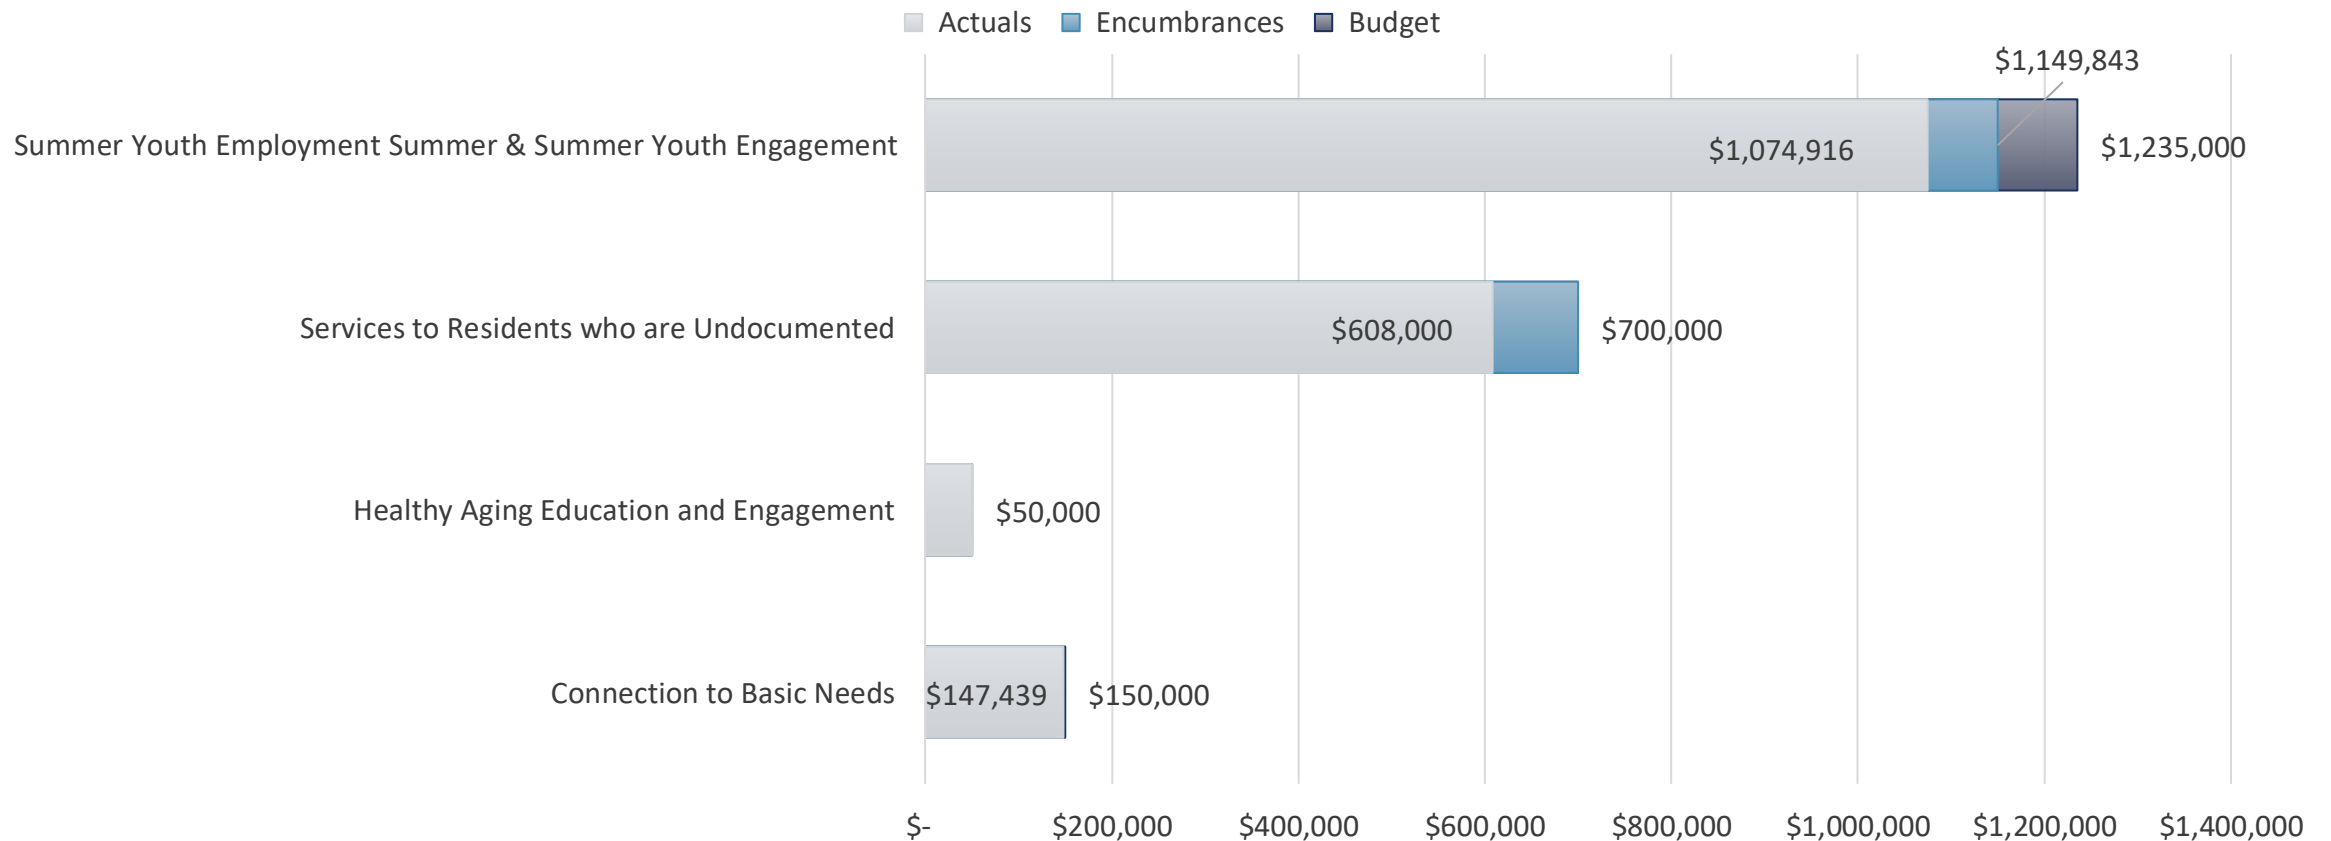 Actuals Encumbrances Budget
$1,149,843
Summer Youth Employment Summer & Summer Youth Engagement $1,074,916 $1,235,000
Services to Residents who are Undocumented $608,000 $700,000
Healthy Aging Education and Engagement $50,000
Connection to Basic Needs $147,439 $150,000
$- $200,000 $400,000 $600,000 $800,000 $1,000,000 $1,200,000 $1,400,000